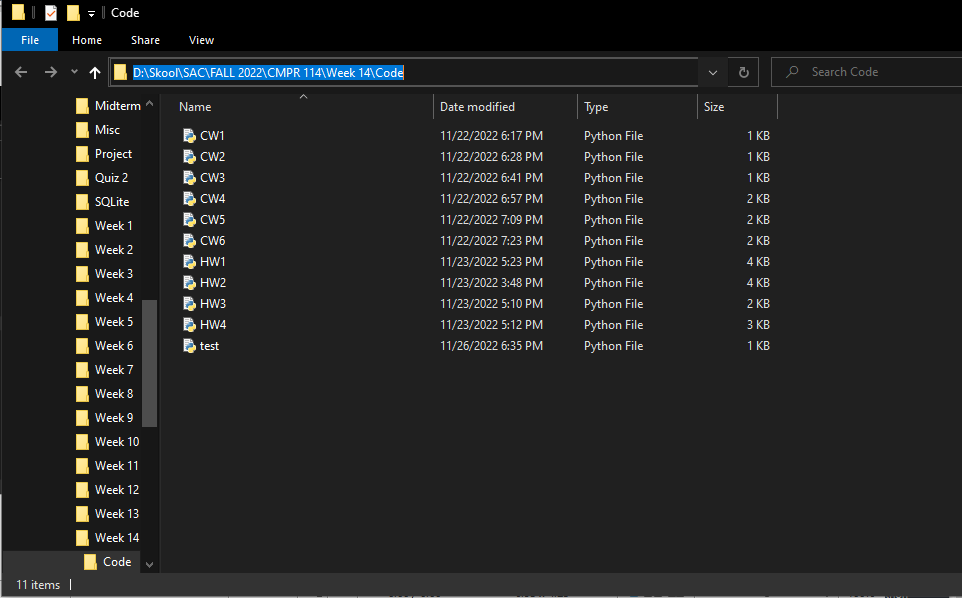 Code
File Home Share View
D:\Skool\SAC\FALL 2022\CMPR 114\Week 14\Code Search Code
Midterm
Misc
Project
Quiz 2
SQLite
Week 1
Week 2
Week 3
Week 4
Week 5
Week 6
Week 7
Week 8
Week 9
Week 10
Week 11
Week 12
Week 13
Week 14
Code
Name Date modified Type Size
CW1 11/22/2022 6:17 PM Python File 1 KB
CW2 11/22/2022 6:28 PM Python File 1 KB
CW3 11/22/2022 6:41 PM Python File 1 KB
CW4 11/22/2022 6:57 PM Python File 2 KB
CW5 11/22/2022 7:09 PM Python File 2 KB
CW6 11/22/2022 7:23 PM Python File 2 KB
HW1 11/23/2022 5:23 PM Python File 4 KB
HW2 11/23/2022 3:48 PM Python File 4 KB
HW3 11/23/2022 5:10 PM Python File 2 KB
HW4 11/23/2022 5:12 PM Python File 3 KB
test 11/26/2022 6:35 PM Python File 1 KB
11 items